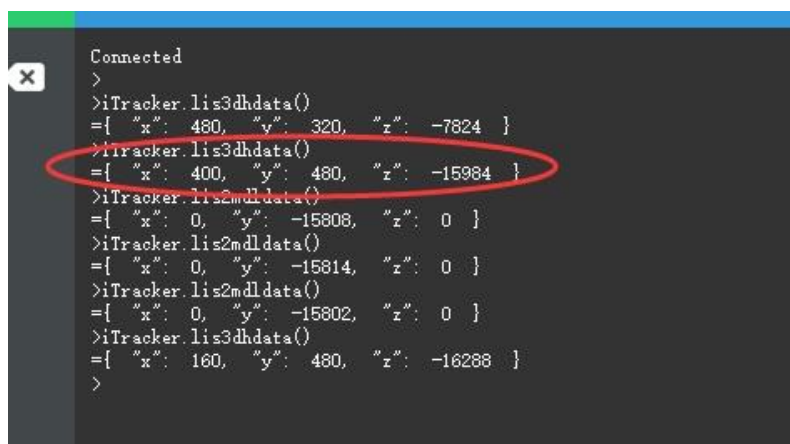 Connected
>
>iTracker.lis3dhdata()
={ "x": 480, "y": 320, "z": -7824 }
>iTracker.lis3dhdata()
={ "x": 400, "y": 480, "z": -15984 }
>iTracker.lis2mdldata()
={ "x": 0, "y": -15808, "z": 0 }
>iTracker.lis2mdldata()
={ "x": 0, "y": -15814, "z": 0 }
>iTracker.lis2mdldata()
={ "x": 0, "y": -15802, "z": 0 }
>iTracker.lis3dhdata()
={ "x": 160, "y": 480, "z": -16288 }
>